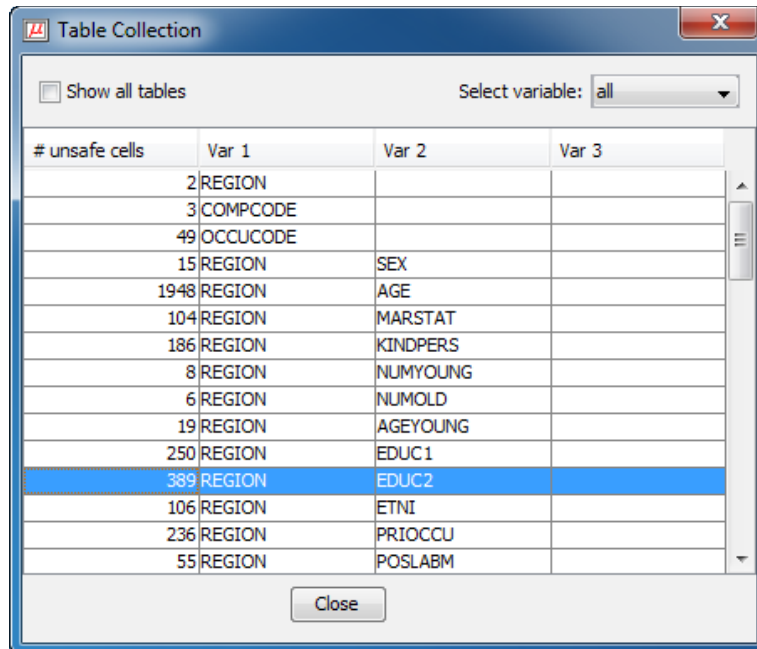 μ Table Collection
Show all tables Select variable: all
# unsafe cells Var 1 Var 2 Var 3
2 REGION
3 COMPCODE
49 OCCUCODE
15 REGION SEX
1948 REGION AGE
104 REGION MARSTAT
186 REGION KINDPERS
8 REGION NUMYOUNG
6 REGION NUMOLD
19 REGION AGEYOUNG
250 REGION EDUC1
389 REGION EDUC2
106 REGION ETNI
236 REGION PRIOCCU
55 REGION POSLABM
Close